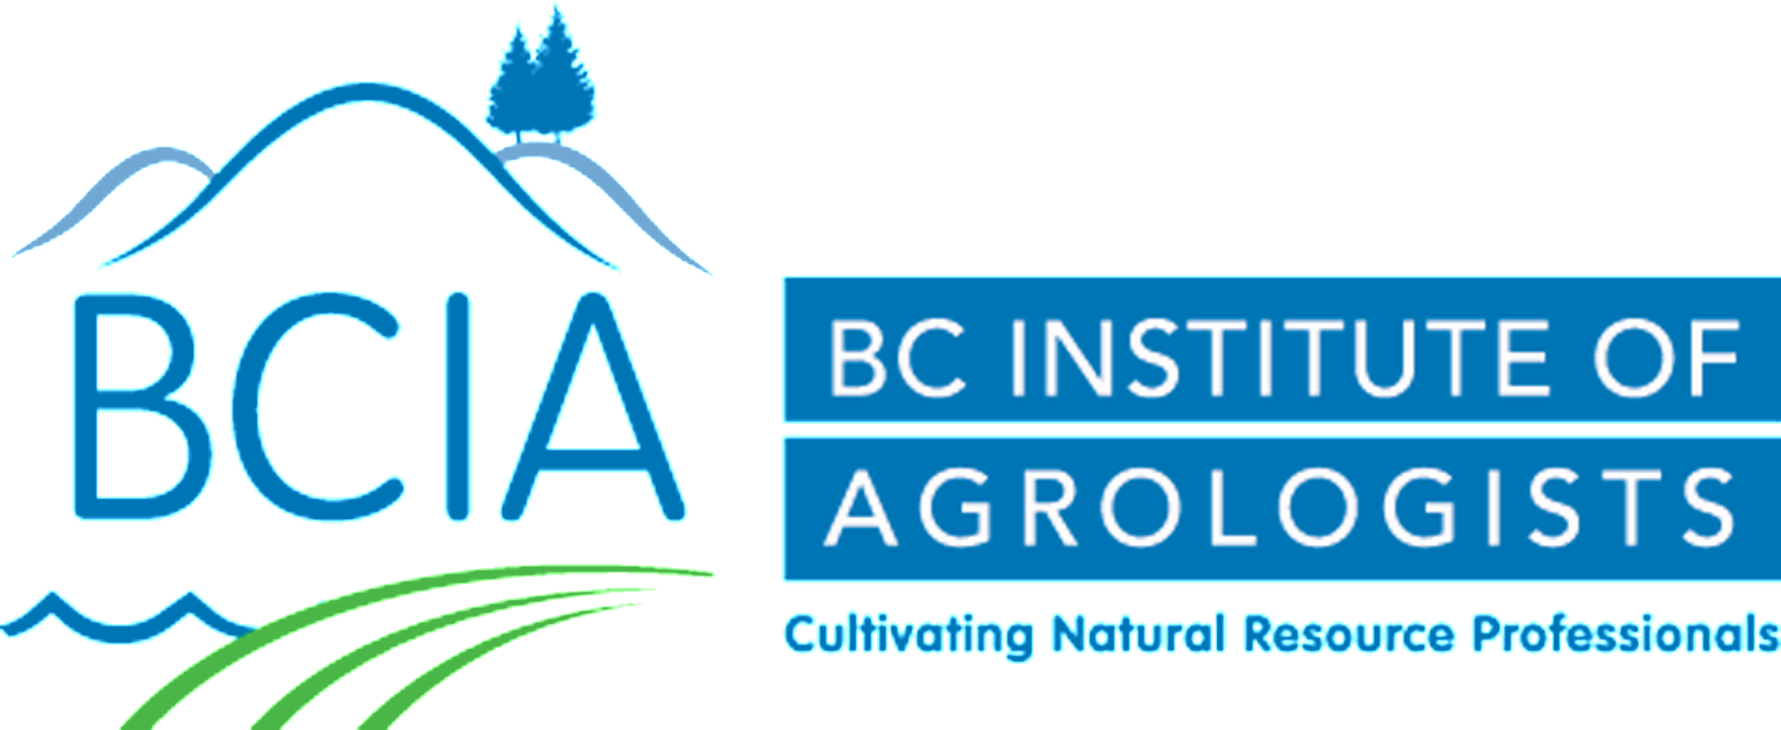 BCIA
BC INSTITUTE OF
AGROLOGISTS
Cultivating Natural Resource Professionals